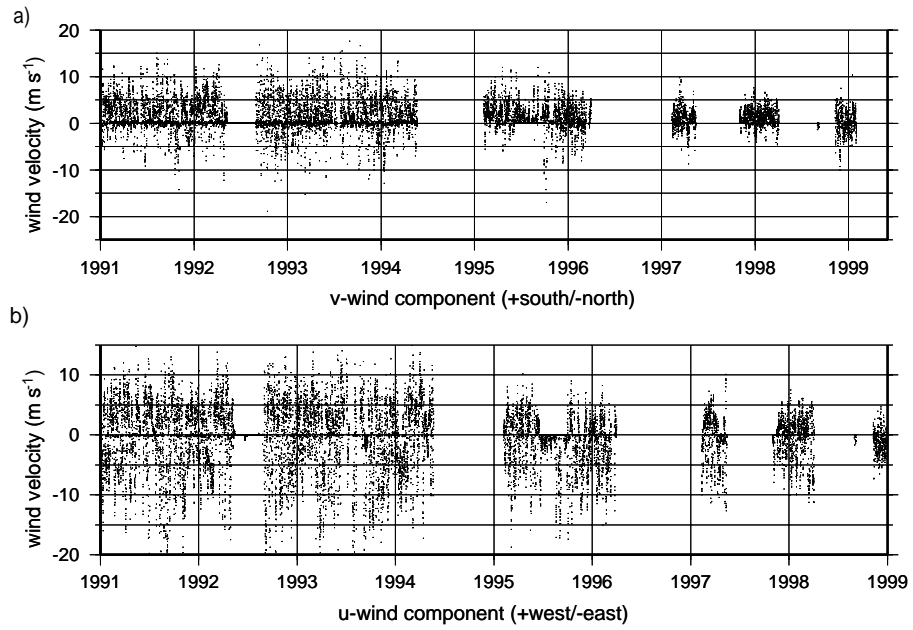 a)
20
10
0
-10
-20
wind velocity (m s-1)
1991 1992 1993 1994 1995 1996 1997 1998 1999
v-wind component (+south/-north)
b)
10
0
-10
-20
wind velocity (m s-1)
1991 1992 1993 1994 1995 1996 1997 1998 1999
u-wind component (+west/-east)